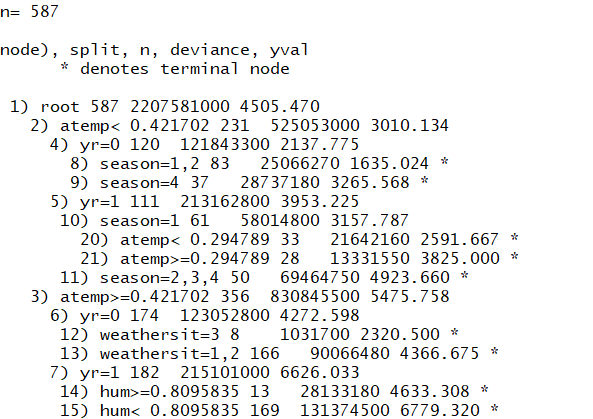 n= 587
node), split, n, deviance, yval
* denotes terminal node
1) root 587 2207581000 4505.470
2) atemp< 0.421702 231 525053000 3010.134
4) yr=0 120 121843300 2137.775
8) season=1,2 83 25066270 1635.024 *
9) season=4 37 28737180 3265.568 *
5) yr=1 111 213162800 3953.225
10) season=1 61 58014800 3157.787
20) atemp< 0.294789 33 21642160 2591.667 *
21) atemp>=0.294789 28 13331550 3825.000 *
11) season=2,3,4 50 69464750 4923.660 *
3) atemp>=0.421702 356 830845500 5475.758
6) yr=0 174 123052800 4272.598
12) weathersit=3 8 1031700 2320.500 *
13) weathersit=1,2 166 90066480 4366.675 *
7) yr=1 182 215101000 6626.033
14) hum>=0.8095835 13 28133180 4633.308 *
15) hum< 0.8095835 169 131374500 6779.320 *